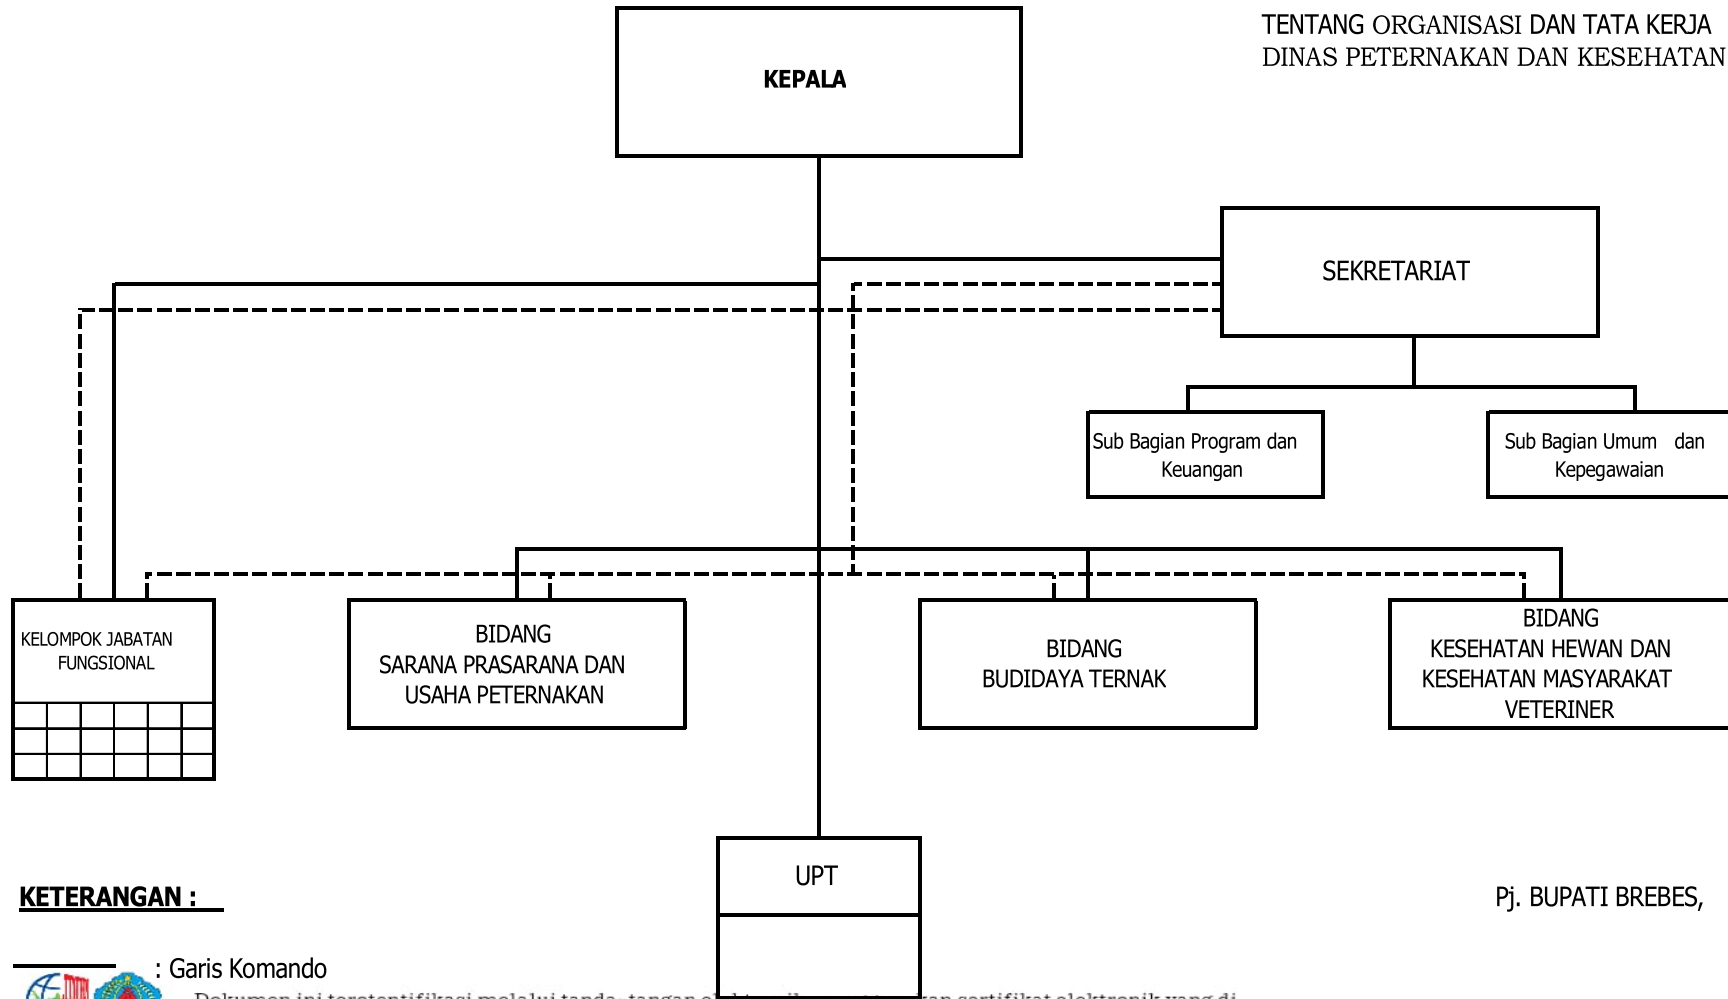 TENTANG ORGANISASI DAN TATA KERJA
DINAS PETERNAKAN DAN KESEHATAN
KEPALA
SEKRETARIAT
Sub Bagian Program dan
Keuangan
Sub Bagian Umum dan
Kepegawaian
KELOMPOK JABATAN
FUNGSIONAL
BIDANG
SARANA PRASARANA DAN
USAHA PETERNAKAN
BIDANG
BUDIDAYA TERNAK
BIDANG
KESEHATAN HEWAN DAN
KESEHATAN MASYARAKAT
VETERINER
UPT
KETERANGAN :
Pj. BUPATI BREBES,
: Garis Komando